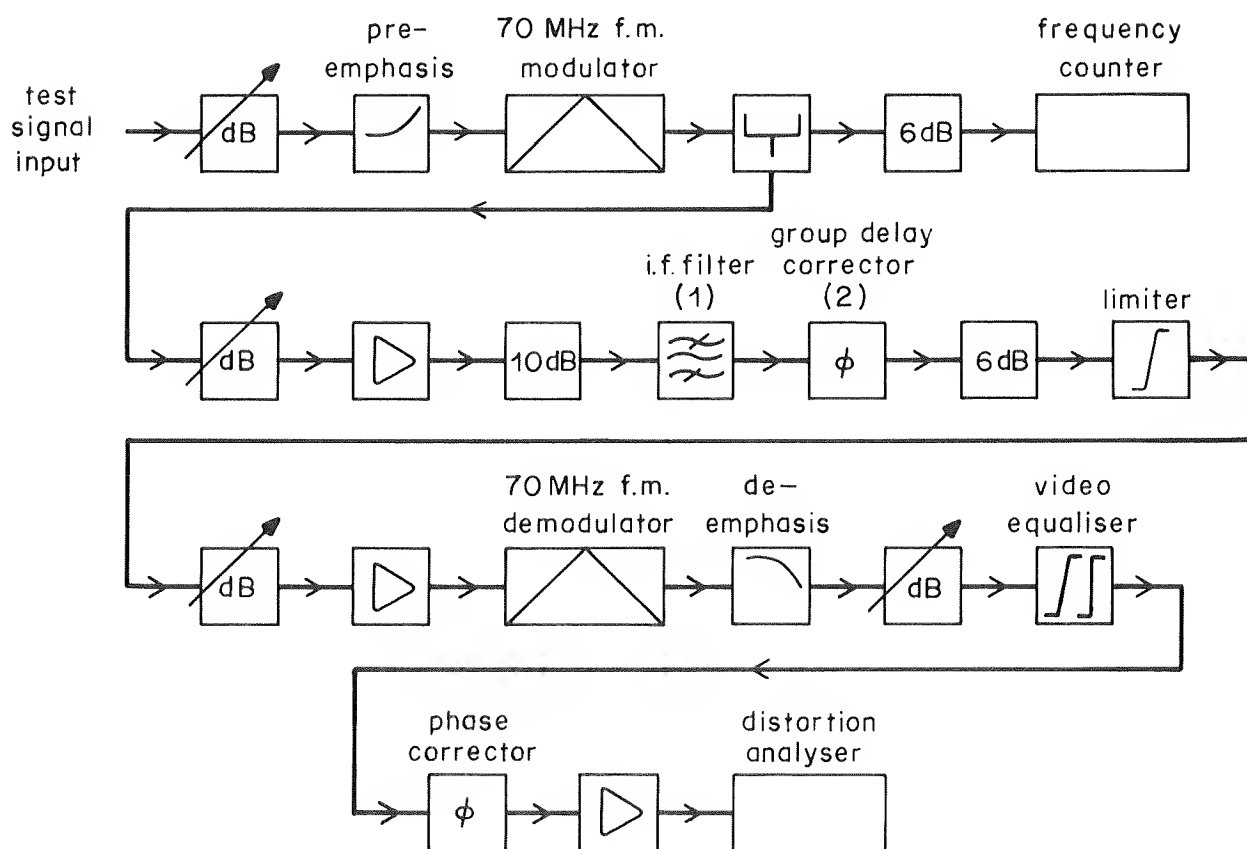 test
signal
input
dB
pre-
emphasis
70 MHz f.m.
modulator
6dB
frequency
counter
dB
10dB
i.f. filter
(1)
group delay
corrector
(2)
ϕ
6dB
limiter
dB
70 MHz f.m.
demodulator
de-
emphasis
dB
video
equaliser
phase
corrector
ϕ
distortion
analyser